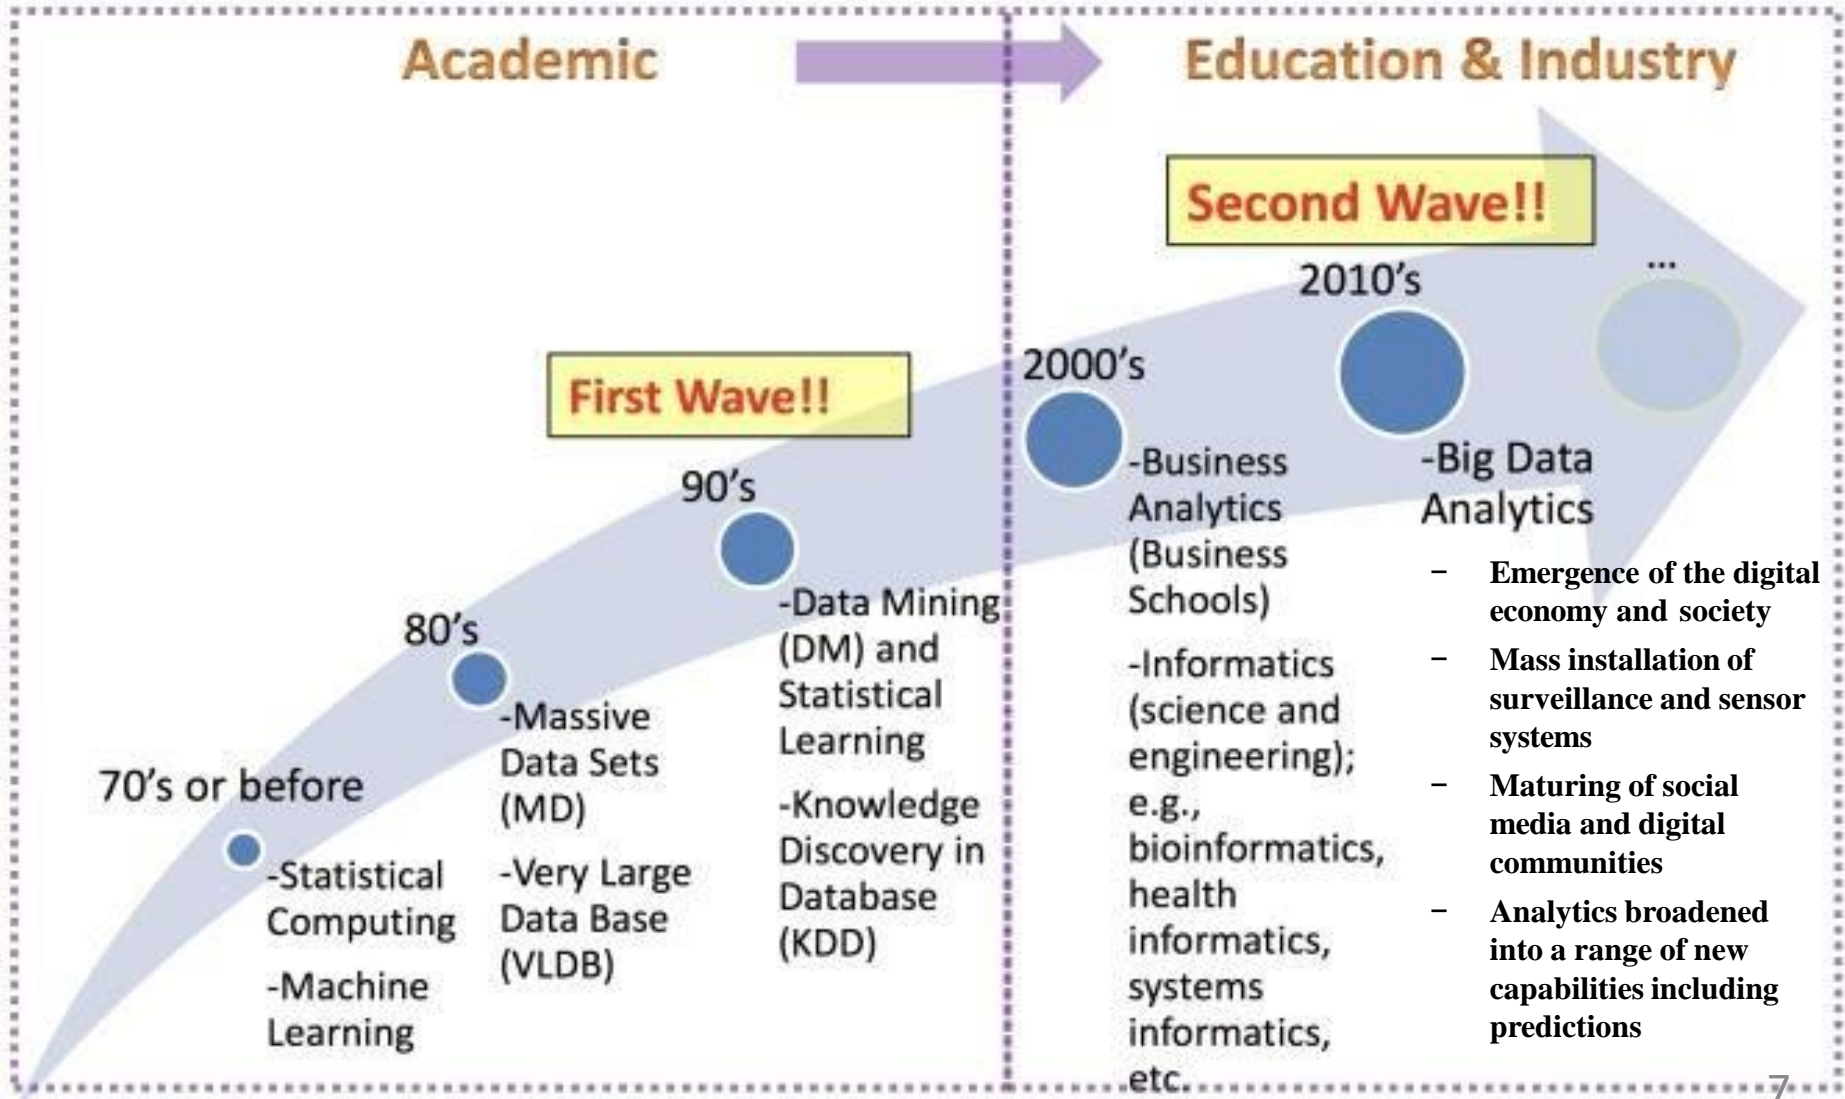 Academic
Education & Industry
First Wave!!
Second Wave!!
70's or before
-Statistical
Computing
-Machine
Learning
80's
-Massive
Data Sets
(MD)
-Very Large
Data Base
(VLDB)
90's
-Data Mining
(DM) and
Statistical
Learning
-Knowledge
Discovery in
Database
(KDD)
2000's
-Business
Analytics
(Business
Schools)
-Informatics
(science and
engineering);
e.g.,
bioinformatics,
health
informatics,
systems
informatics,
etc.
2010's
-Big Data
Analytics
– Emergence of the digital
economy and society
– Mass installation of
surveillance and sensor
systems
– Maturing of social
media and digital
communities
– Analytics broadened
into a range of new
capabilities including
predictions
...
7